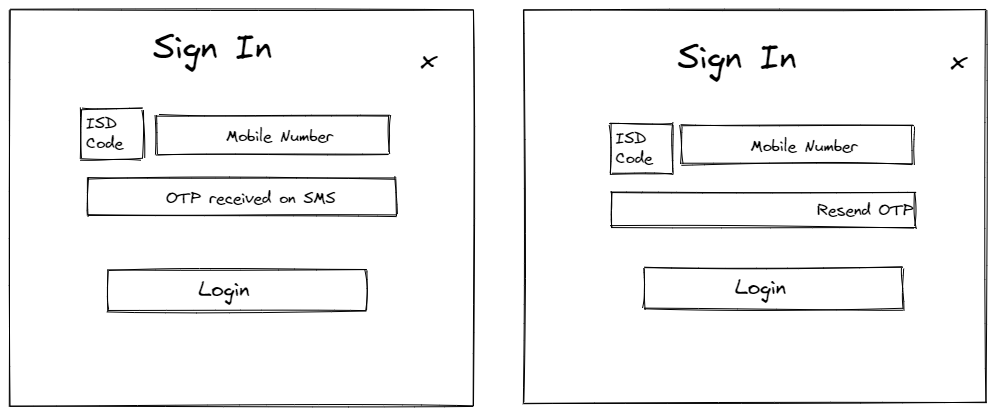 Sign In
x
ISD
Code
Mobile Number
OTP received on SMS
Login
Sign In
x
ISD
Code
Mobile Number
Resend OTP
Login